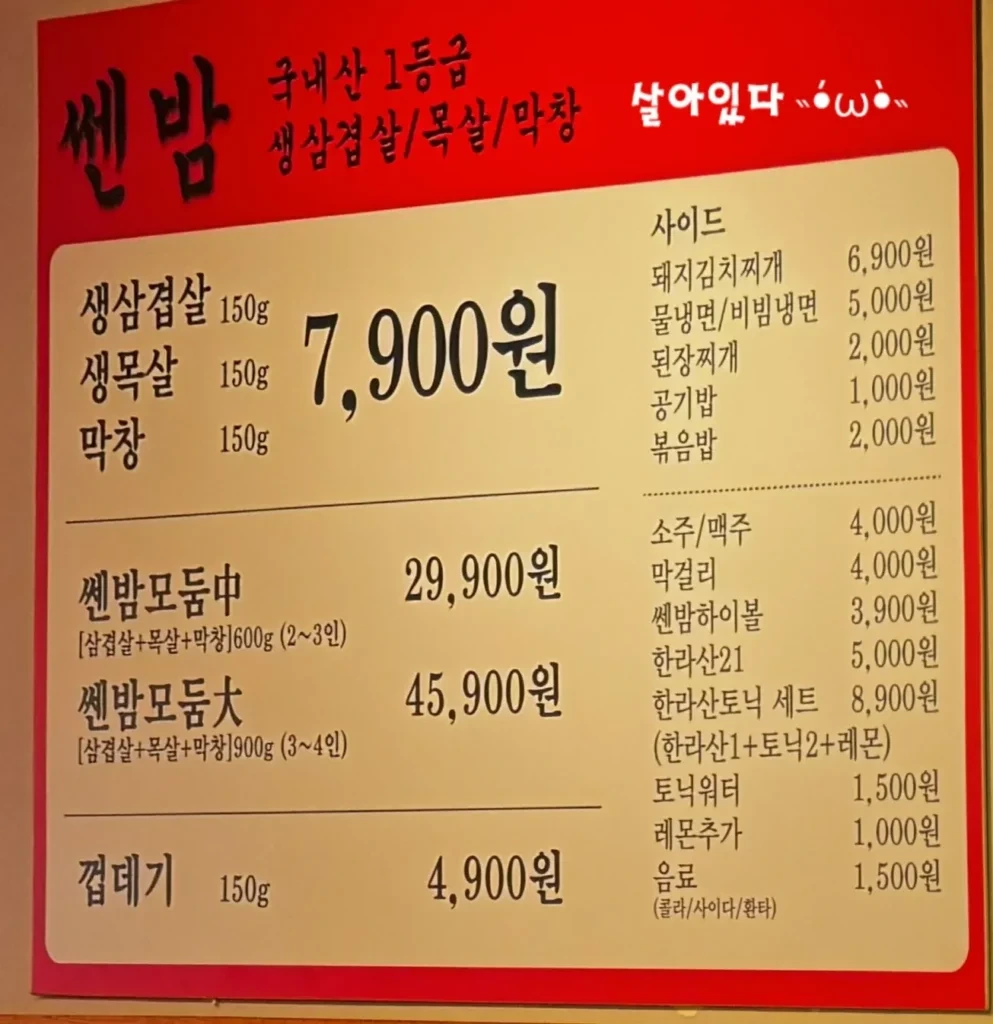 쎈밤
국내산 1등급
생삼겹살/목살/막창
살아있다 ᵔόωὸᵔ
생삼겹살 150g
생목살 150g
막창 150g
7,900원
쎈밤모둠中 29,900원
[삼겹살+목살+막창]600g (2~3인)
쎈밤모둠大 45,900원
[삼겹살+목살+막창]900g (3~4인)
껍데기 150g 4,900원
사이드
돼지김치찌개 6,900원
물냉면/비빔냉면 5,000원
된장찌개 2,000원
공기밥 1,000원
볶음밥 2,000원
소주/맥주 4,000원
막걸리 4,000원
쎈밤하이볼 3,900원
한라산21 5,000원
한라산토닉 세트 8,900원
(한라산1+토닉2+레몬)
토닉워터 1,500원
레몬추가 1,000원
음료 1,500원
(콜라/사이다/환타)